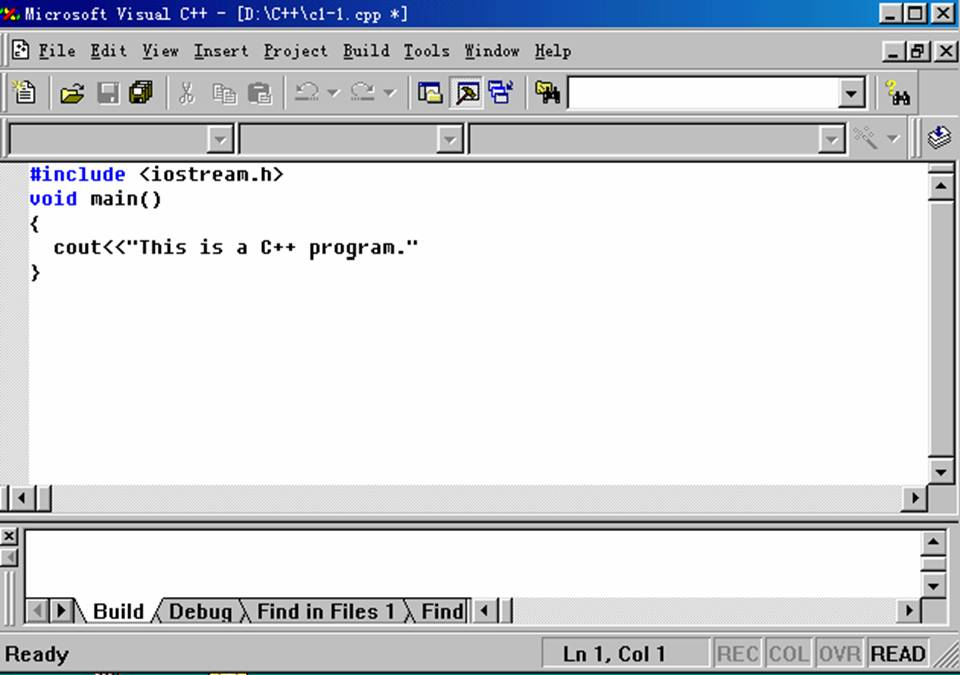 Microsoft Visual C++ - [D:\C++\c1-1.cpp *]
File Edit View Insert Project Build Tools Window Help
#include <iostream.h>
void main()
{
  cout<<"This is a C++ program."
}
Build Debug Find in Files 1 Find
Ready Ln 1, Col 1 REC COL OVR READ